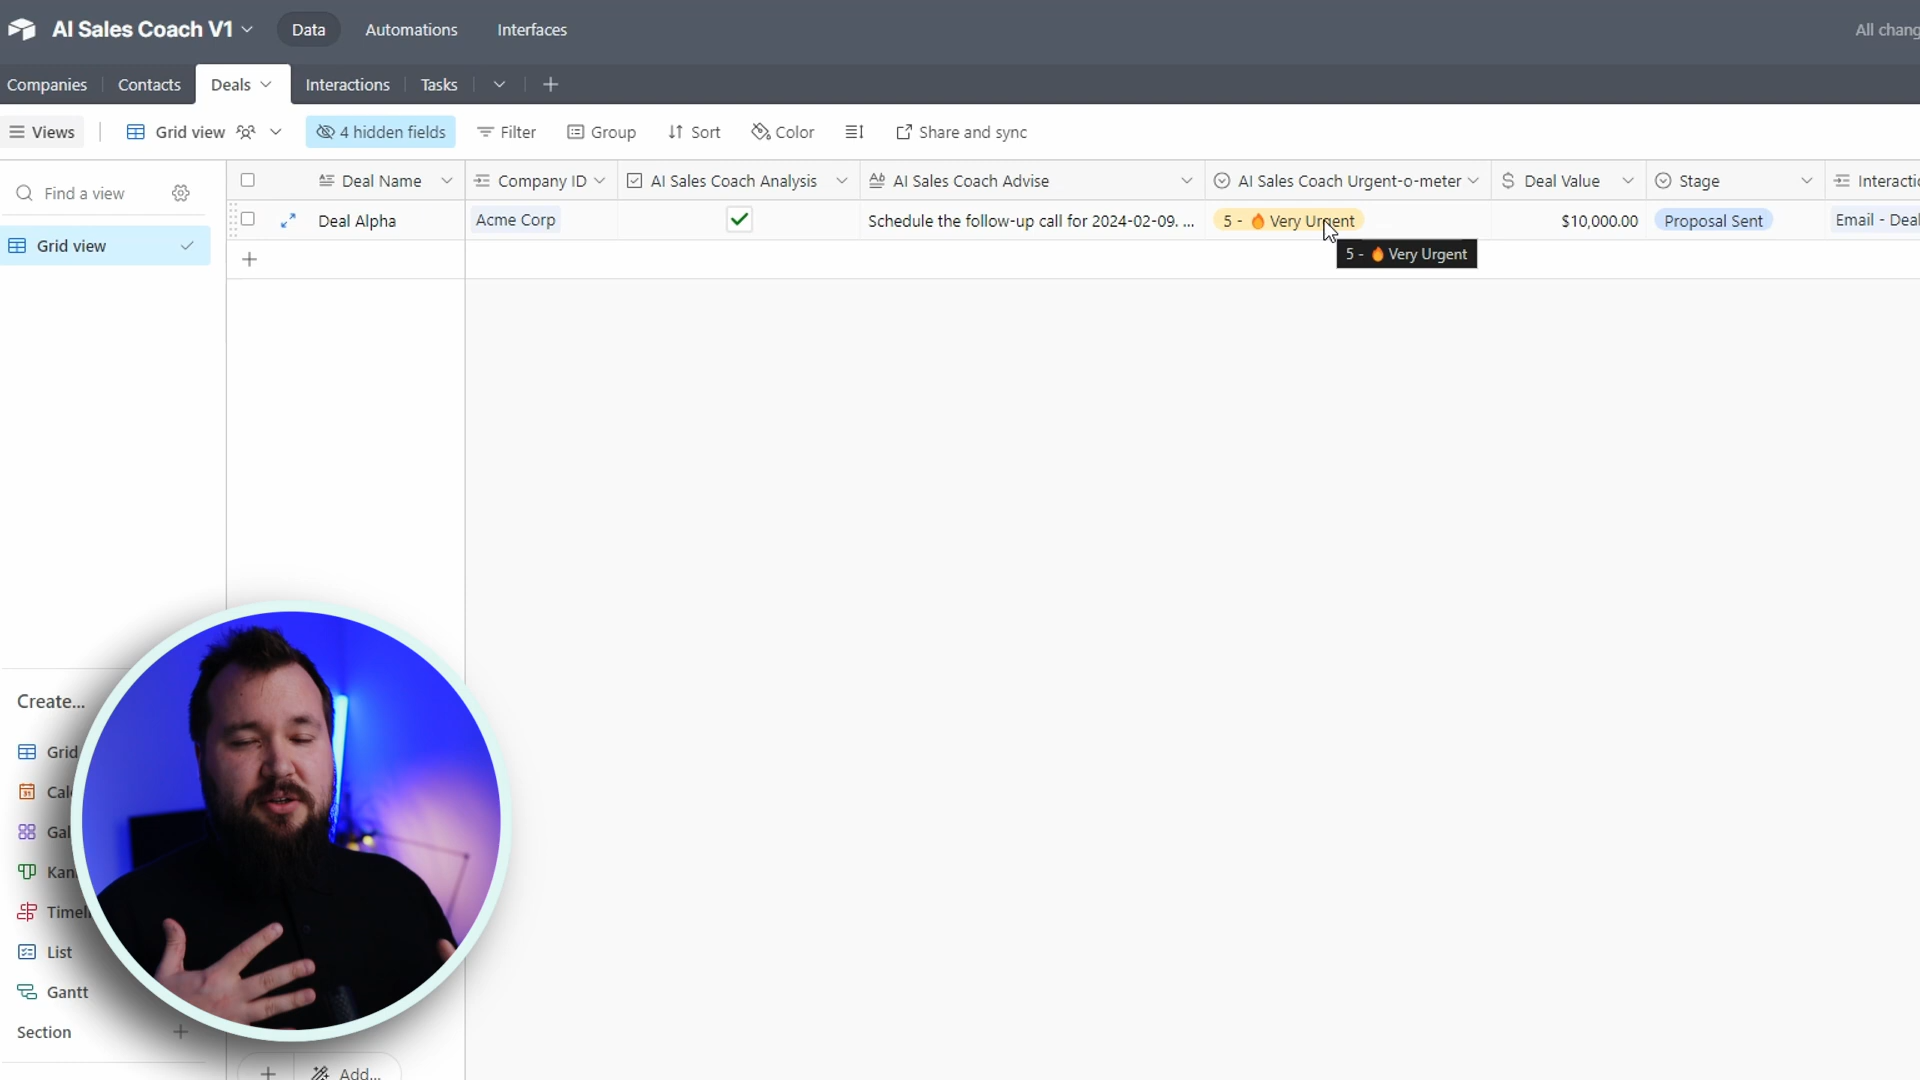 AI Sales Coach V1
Data
Automations
Interfaces
All chang
Companies
Contacts
Deals
Interactions
Tasks
Views
Grid view
4 hidden fields
Filter
Group
Sort
Color
Share and sync
Find a view
Deal Name
Company ID
AI Sales Coach Analysis
AI Sales Coach Advise
AI Sales Coach Urgent-o-meter
Deal Value
Stage
Interactio
Deal Alpha
Acme Corp
Schedule the follow-up call for 2024-02-09. ...
5 - 🔥 Very Urgent
$10,000.00
Proposal Sent
Email - Deal
Grid view
5 - 🔥 Very Urgent
Create...
Grid
Cal
Gal
Kan
Timeli
List
Gantt
Section
Add...